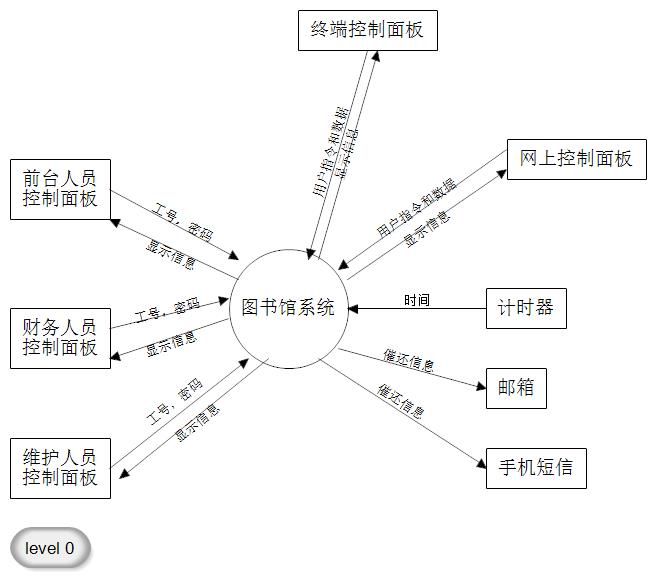 终端控制面板
用户指令和数据
显示信息
网上控制面板
用户指令和数据
显示信息
前台人员
控制面板
工号，密码
显示信息
图书馆系统
时间
计时器
财务人员
控制面板
工号，密码
显示信息
催还信息
邮箱
催还信息
手机短信
维护人员
控制面板
工号，密码
显示信息
level 0